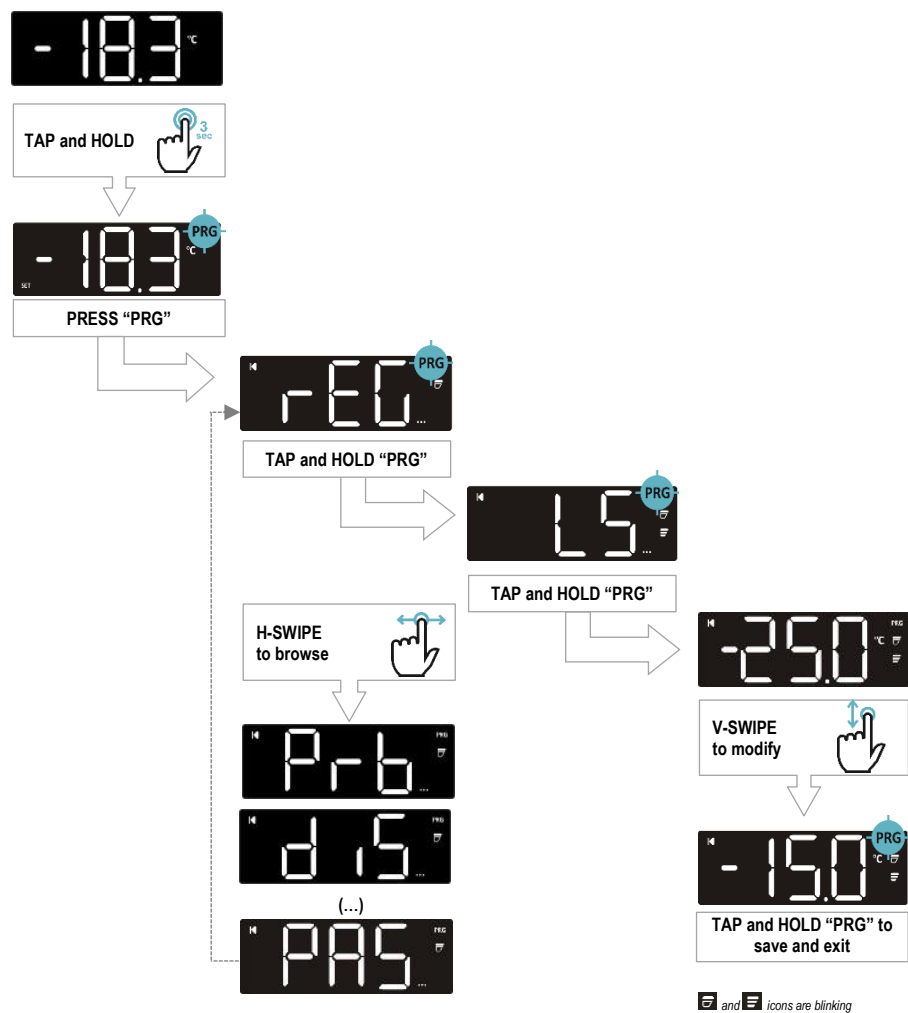 -18.3 °C
TAP and HOLD
3
sec
-18.3 °C
PRG
SET
PRESS “PRG”
rEG...
PRG
TAP and HOLD “PRG”
LS...
PRG
TAP and HOLD “PRG”
-25.0 °C
PRG
V-SWIPE
to modify
-15.0 °C
PRG
TAP and HOLD “PRG” to
save and exit
H-SWIPE
to browse
Prb...
PRG
diS...
PRG
(...)
PAS...
PRG
and icons are blinking